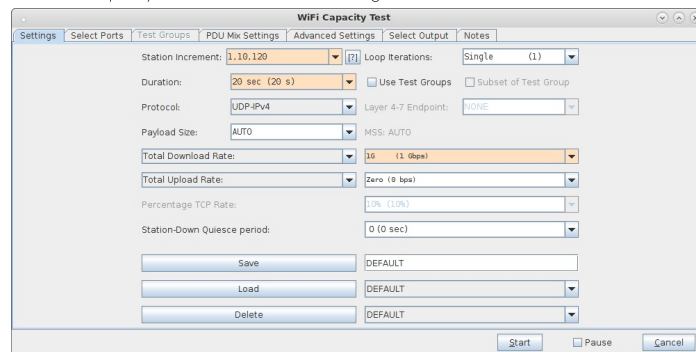 WiFi Capacity Test
Settings Select Ports Test Groups PDU Mix Settings Advanced Settings Select Output Notes
Station Increment: 1,10,120 [?] Loop Iterations: Single (1)
Duration: 20 sec (20 s) Use Test Groups Subset of Test Group
Protocol: UDP-IPv4 Layer 4-7 Endpoint: NONE
Payload Size: AUTO MSS: AUTO
Total Download Rate: 1G (1 Gbps)
Total Upload Rate: Zero (0 bps)
Percentage TCP Rate: 10% (10%)
Station-Down Quiesce period: 0 (0 sec)
Save DEFAULT
Load DEFAULT
Delete DEFAULT
Start Pause Cancel